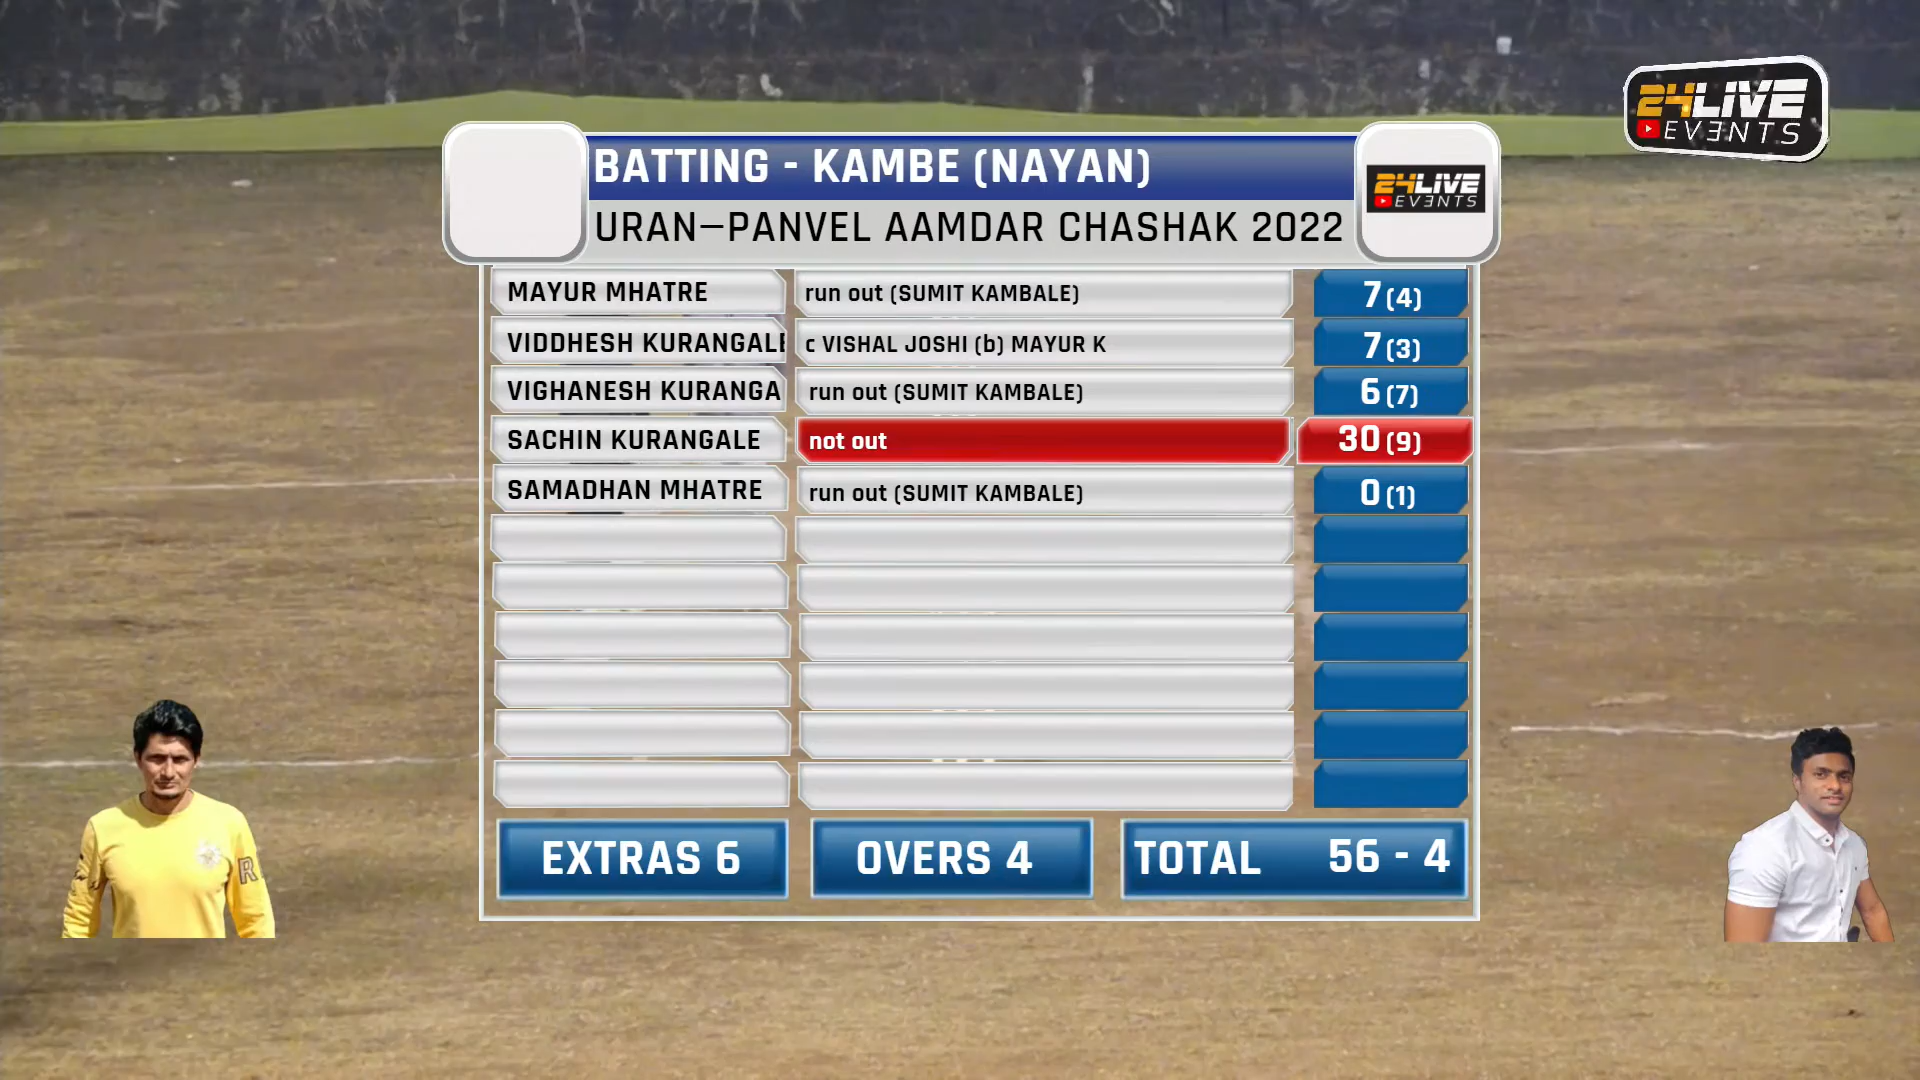 24LIVE
EVENTS
BATTING - KAMBE (NAYAN)
URAN–PANVEL AAMDAR CHASHAK 2022
24LIVE
EVENTS
MAYUR MHATRE run out (SUMIT KAMBALE) 7 (4)
VIDDHESH KURANGALE c VISHAL JOSHI (b) MAYUR K 7 (3)
VIGHANESH KURANGA run out (SUMIT KAMBALE) 6 (7)
SACHIN KURANGALE not out 30 (9)
SAMADHAN MHATRE run out (SUMIT KAMBALE) 0 (1)
EXTRAS 6 OVERS 4 TOTAL 56 - 4